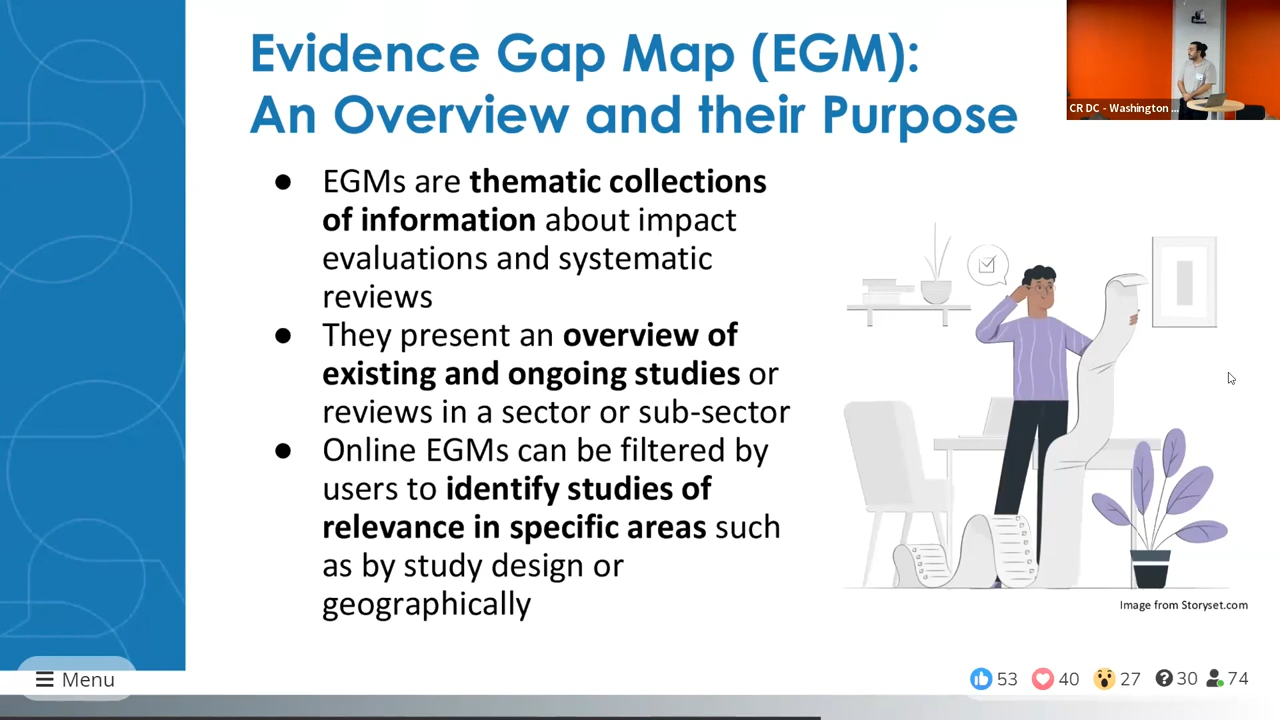 Evidence Gap Map (EGM):
An Overview and their Purpose
CR DC - Washington ...
● EGMs are thematic collections
of information about impact
evaluations and systematic
reviews
● They present an overview of
existing and ongoing studies or
reviews in a sector or sub-sector
● Online EGMs can be filtered by
users to identify studies of
relevance in specific areas such
as by study design or
geographically
Image from Storyset.com
Menu
53 40 27 30 74